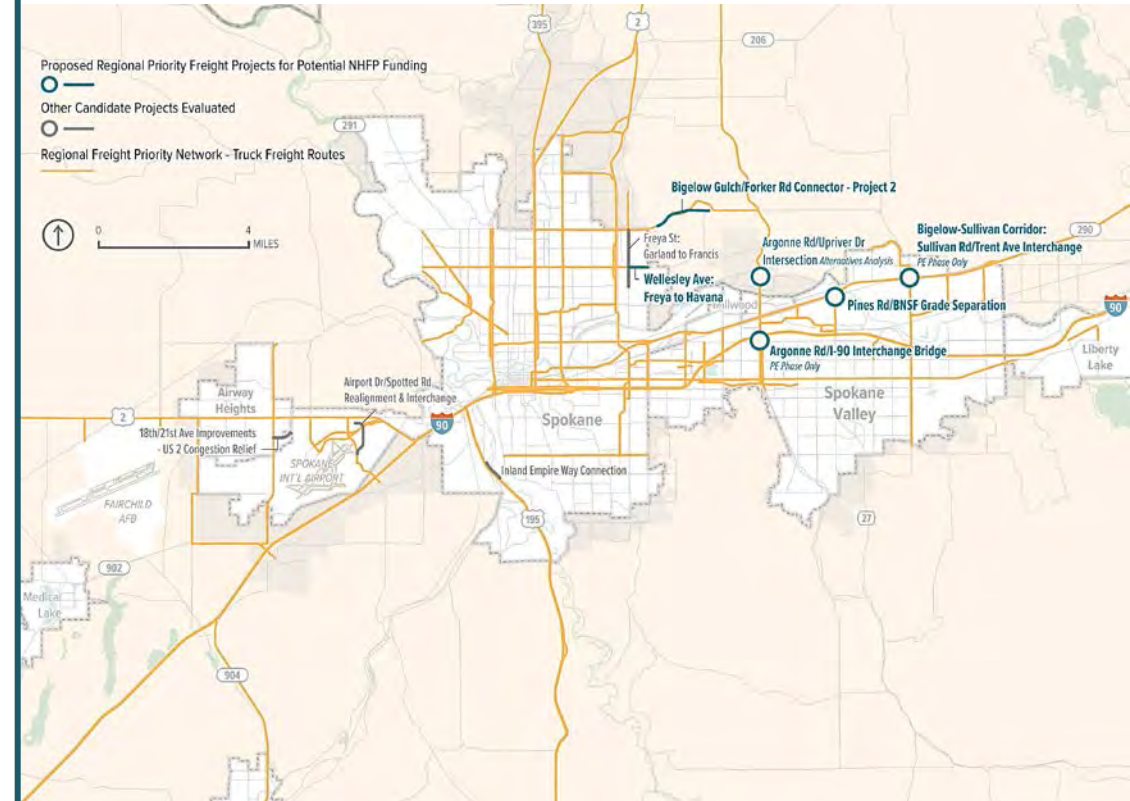 Proposed Regional Priority Freight Projects for Potential NHFP Funding
Other Candidate Projects Evaluated
Regional Freight Priority Network - Truck Freight Routes
0
4
MILES
395
2
206
291
Bigelow Gulch/Forker Rd Connector - Project 2
Freya St:
Garland to Francis
Wellesley Ave:
Freya to Havana
Millwood
Argonne Rd/Upriver Dr
Intersection Alternatives Analysis
Bigelow-Sullivan Corridor:
Sullivan Rd/Trent Ave Interchange
PE Phase Only
290
Pines Rd/BNSF Grade Separation
90
Argonne Rd/I-90 Interchange Bridge
PE Phase Only
Liberty
Lake
Airway
Heights
Airport Dr/Spotted Rd
Realignment & Interchange
Spokane
Valley
2
90
Spokane
18th/21st Ave Improvements
- US 2 Congestion Relief
SPOKANE
INT'L AIRPORT
Inland Empire Way Connection
FAIRCHILD
AFB
195
27
902
Medical
Lake
904